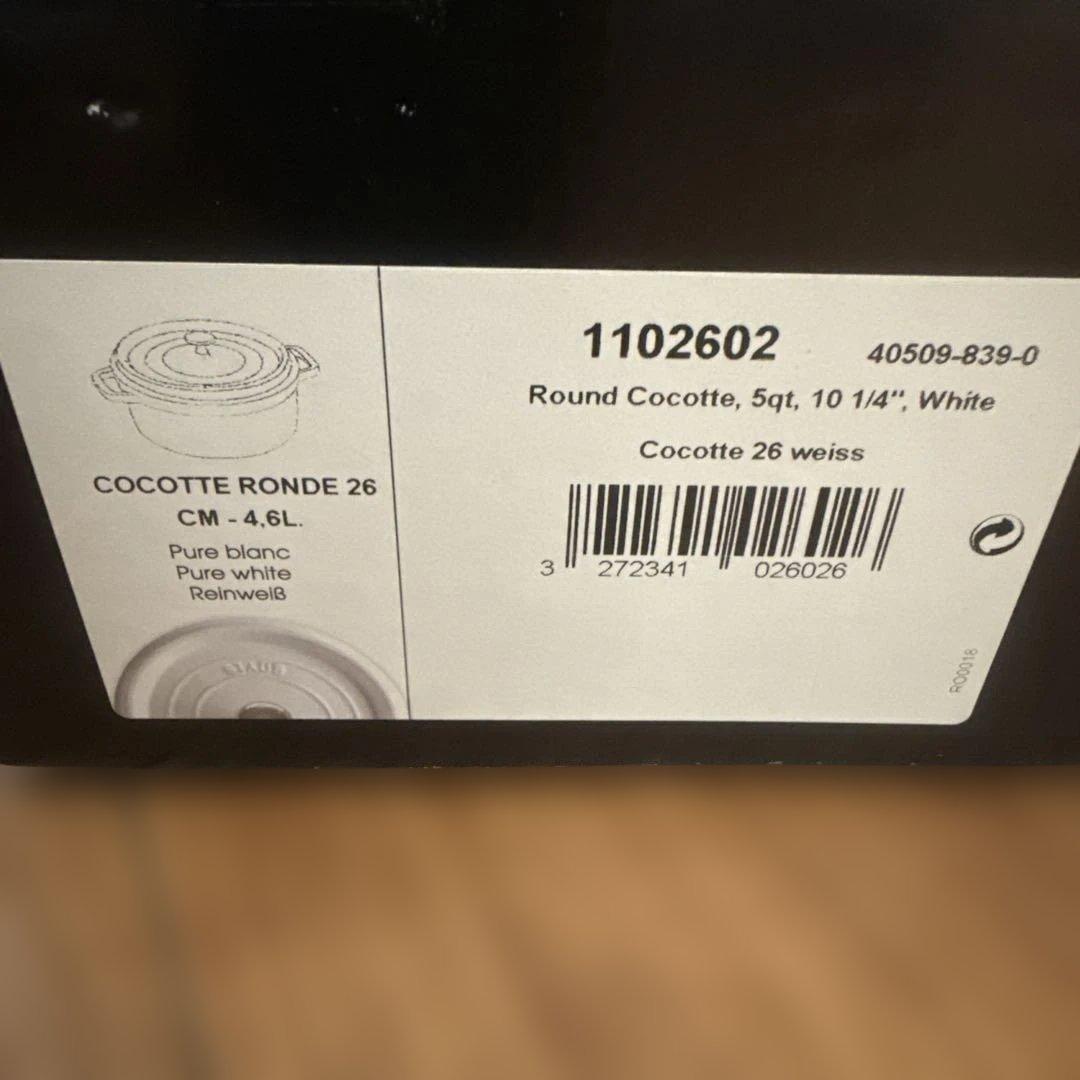 COCOTTE RONDE 26
CM - 4,6L.
Pure blanc
Pure white
Reinweiß
STAUB
1102602
40509-839-0
Round Cocotte, 5qt, 10 1/4", White
Cocotte 26 weiss
3 272341 026026
RO0018